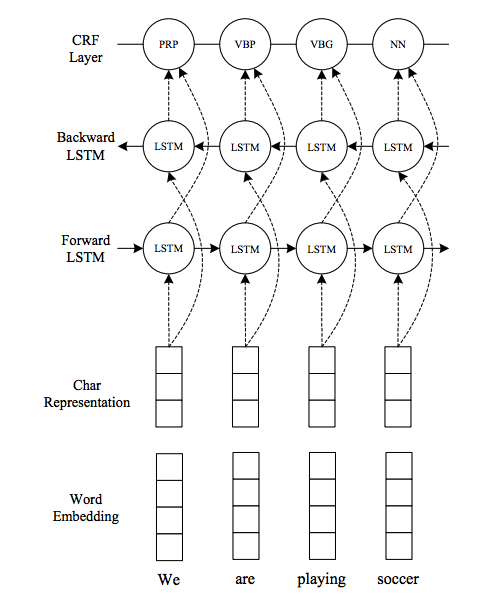 CRF
Layer
PRP VBP VBG NN
Backward
LSTM
LSTM LSTM LSTM LSTM
Forward
LSTM
LSTM LSTM LSTM LSTM
Char
Representation
Word
Embedding
We are playing soccer